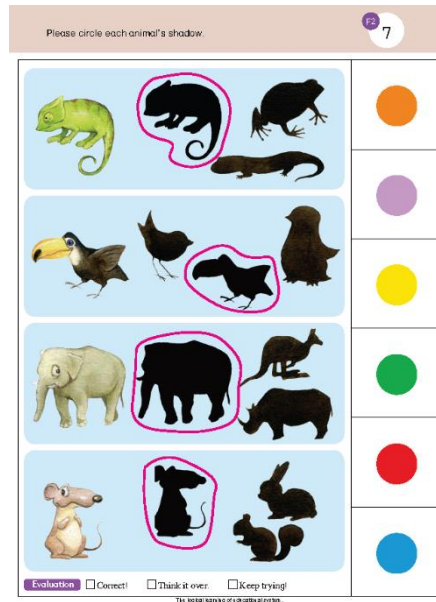 Please circle each animal's shadow.
F2
7
Evaluation Correct! Think it over. Keep trying!